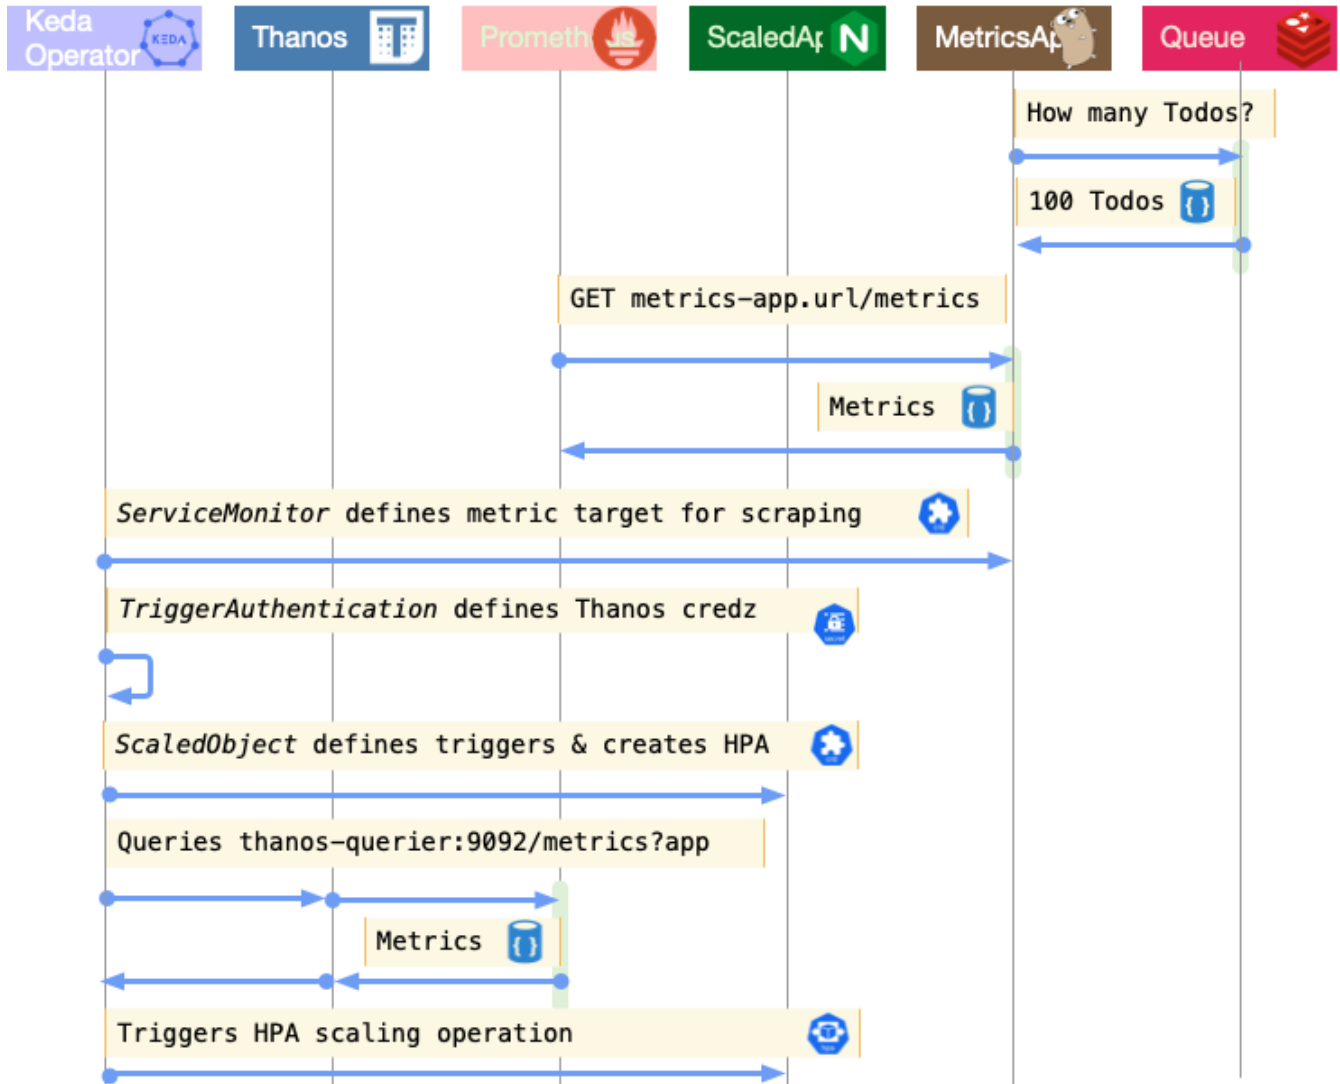 Keda
Operator
KEDA
Thanos
ScaledAp
MetricsAp
Queue
How many Todos?
100 Todos
GET metrics-app.url/metrics
Metrics
ServiceMonitor defines metric target for scraping
TriggerAuthentication defines Thanos credz
secret
ScaledObject defines triggers & creates HPA
Queries thanos-querier:9092/metrics?app
Metrics
Triggers HPA scaling operation